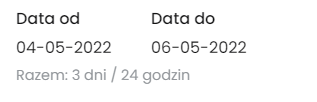 Data od Data do
04-05-2022 06-05-2022
Razem: 3 dni / 24 godzin